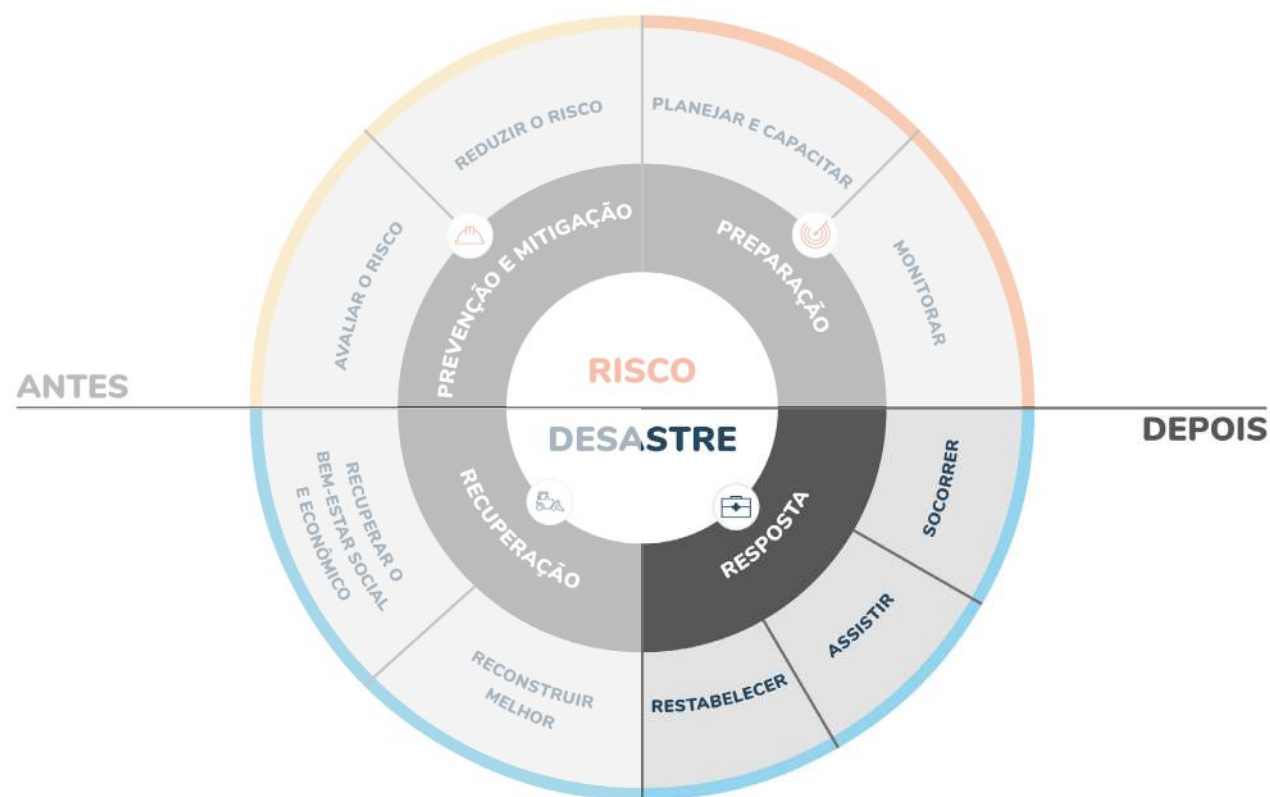 REDUZIR O RISCO
PLANEJAR E CAPACITAR
AVALIAR O RISCO
PREVENÇÃO E MITIGAÇÃO
PREPARAÇÃO
MONITORAR
RISCO
ANTES
DESASTRE
DEPOIS
RECUPERAR O
BEM-ESTAR SOCIAL
E ECONÔMICO
RECUPERAÇÃO
RESPOSTA
SOCORRER
ASSISTIR
RECONSTRUIR
MELHOR
RESTABELECER